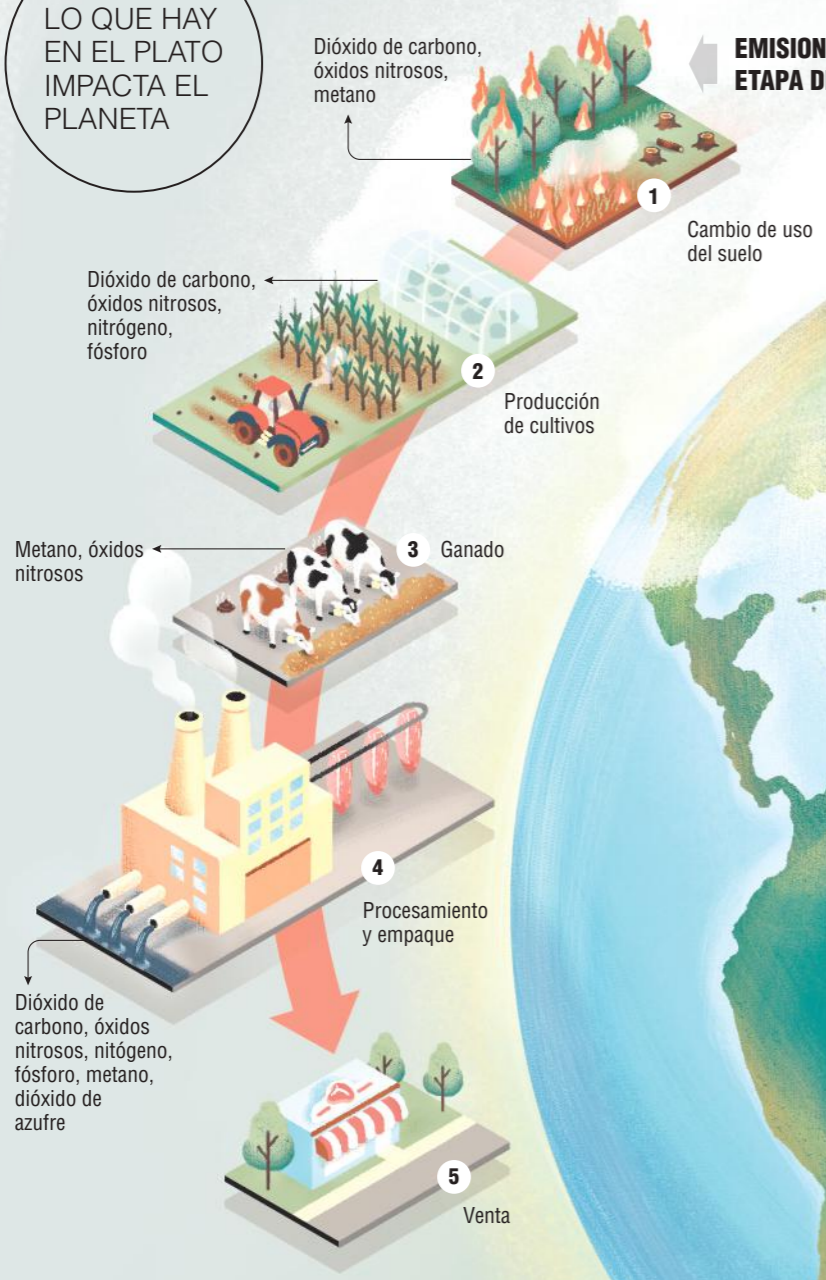 LO QUE HAY
EN EL PLATO
IMPACTA EL
PLANETA
Dióxido de carbono,
óxidos nitrosos,
metano
EMISION
ETAPA D
1
Cambio de uso
del suelo
Dióxido de carbono,
óxidos nitrosos,
nitrógeno,
fósforo
2
Producción
de cultivos
Metano, óxidos
nitrosos
3 Ganado
4
Procesamiento
y empaque
Dióxido de
carbono, óxidos
nitrosos, nitógeno,
fósforo, metano,
dióxido de
azufre
5
Venta